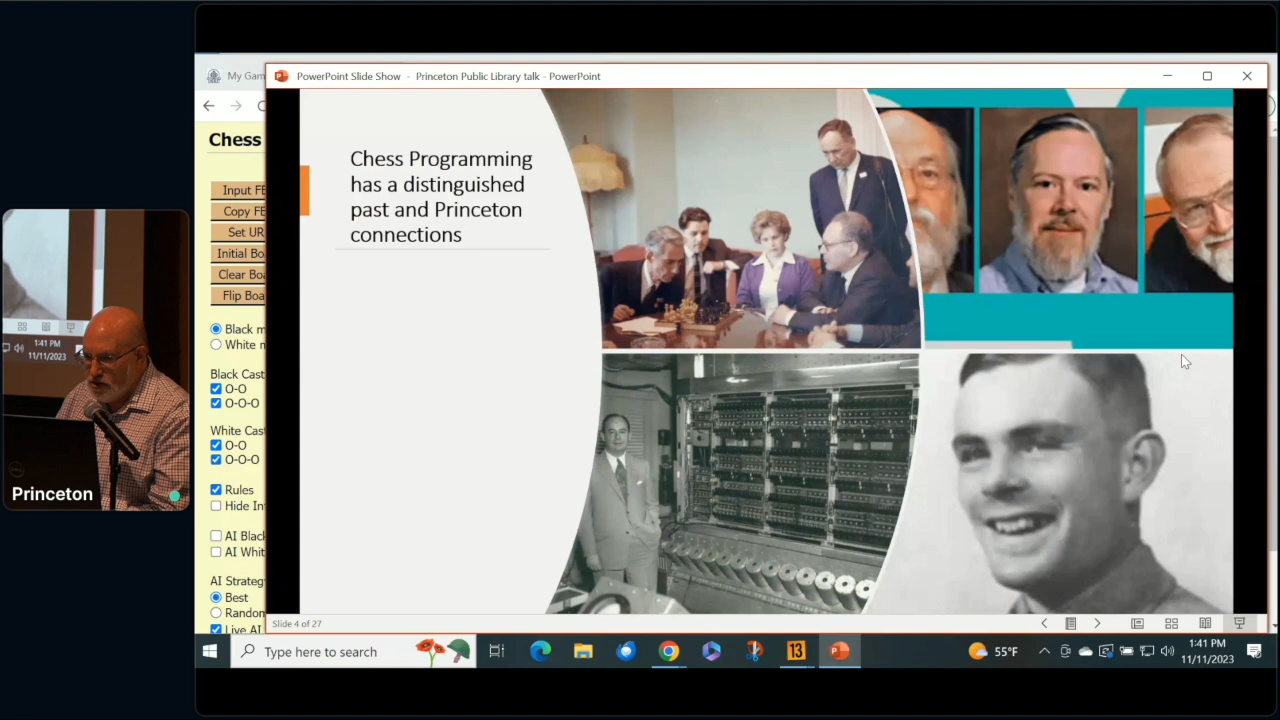 1:41 PM
11/11/2023
Princeton
My Gam
PowerPoint Slide Show - Princeton Public Library talk - PowerPoint
Chess
Input FE
Copy FE
Set UR
Initial Bo
Clear Boa
Flip Boa
Black m
White m
Black Cast
O-O
O-O-O
White Cast
O-O
O-O-O
Rules
Hide In
AI Black
AI Whit
AI Strateg
Best
Random
Live AI
Chess Programming
has a distinguished
past and Princeton
connections
Slide 4 of 27
Type here to search
13
55°F
1:41 PM
11/11/2023